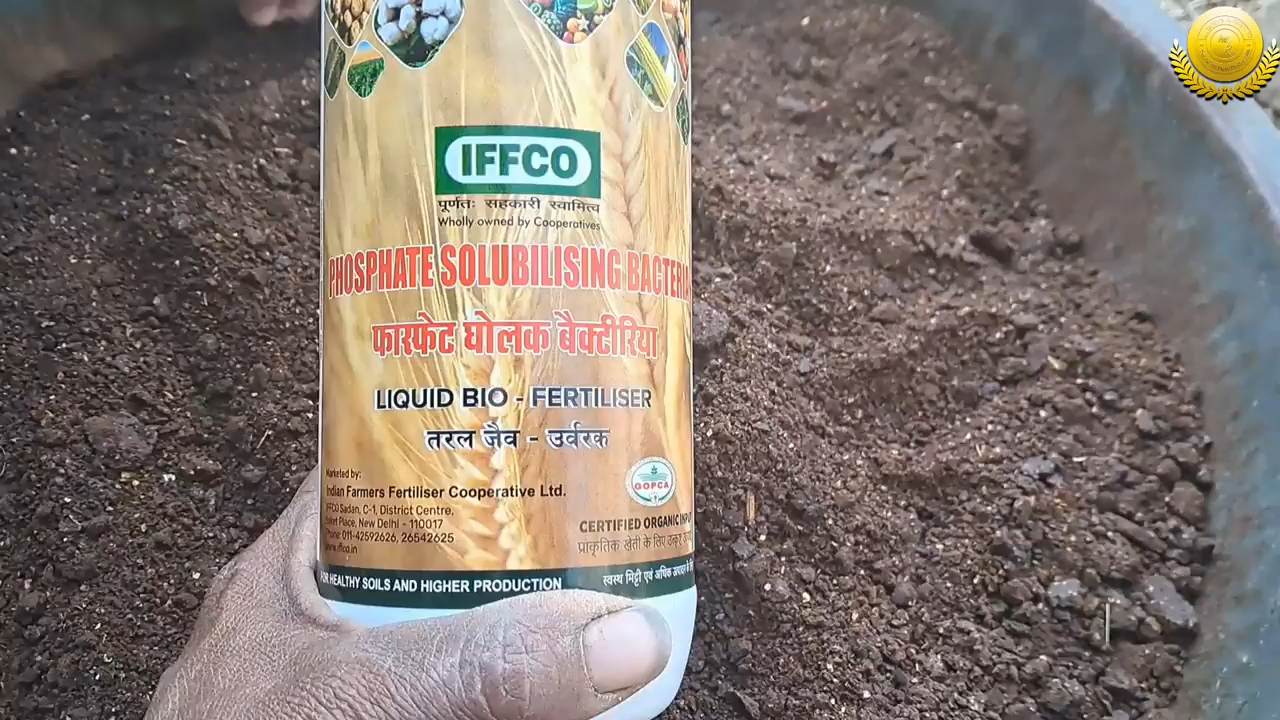 IFFCO
पूर्णतः सहकारी स्वामित्व
Wholly owned by Cooperatives
PHOSPHATE SOLUBILISING BACTERIA
फास्फेट घोलक बैक्टीरिया
LIQUID BIO - FERTILISER
तरल जैव - उर्वरक
Marketed by:
Indian Farmers Fertiliser Cooperative Ltd.
IFFCO Sadan, C-1, District Centre,
Place, New Delhi - 110017
Phone: 011-42592626, 26542625
www.iffco.in
GOPCA
CERTIFIED ORGANIC INPUT
प्राकृतिक खेती के लिए
FOR HEALTHY SOILS AND HIGHER PRODUCTION
स्वस्थ मिट्टी एवं अधिक उत्पादन के